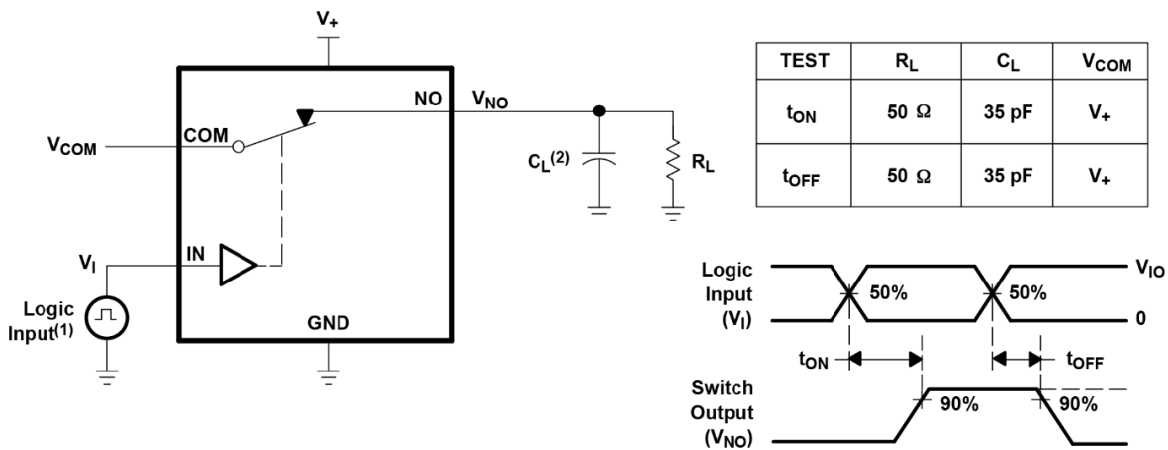 V+
NO
VNO
COM
VCOM
CL(2)
RL
VI
IN
Logic
Input(1)
GND
TEST RL CL VCOM
tON 50 Ω 35 pF V+
tOFF 50 Ω 35 pF V+
Logic
Input
(VI)
50%
50%
VIO
0
tON
tOFF
Switch
Output
(VNO)
90%
90%